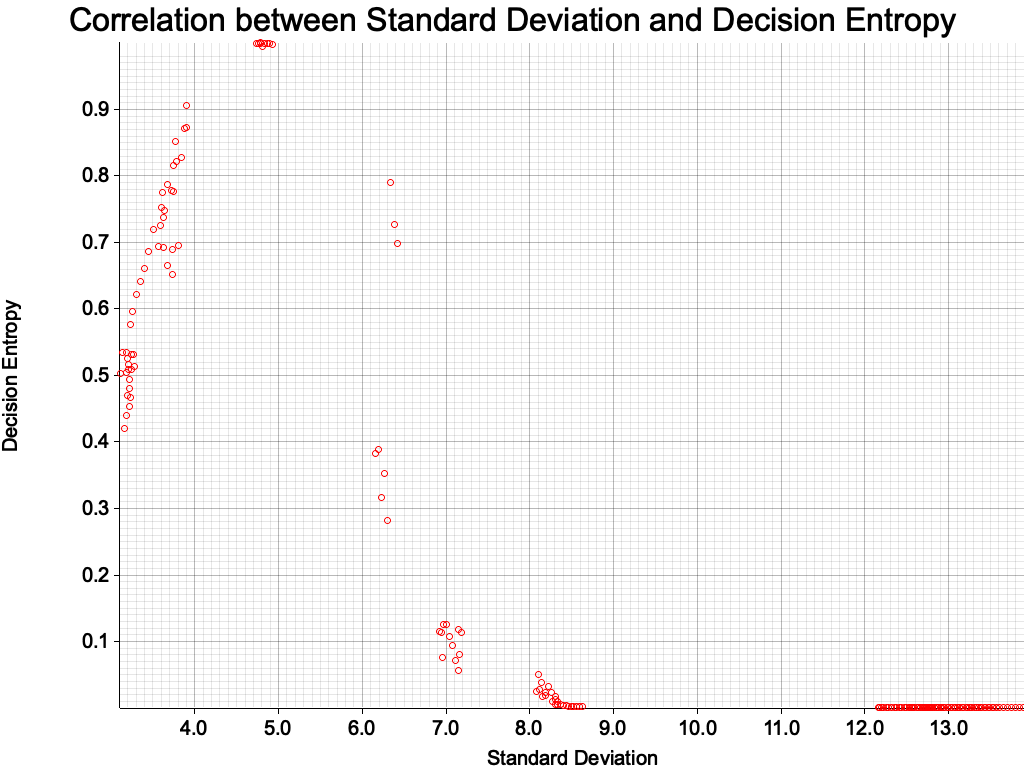 Correlation between Standard Deviation and Decision Entropy
Decision Entropy
0.9
0.8
0.7
0.6
0.5
0.4
0.3
0.2
0.1
4.0 5.0 6.0 7.0 8.0 9.0 10.0 11.0 12.0 13.0
Standard Deviation